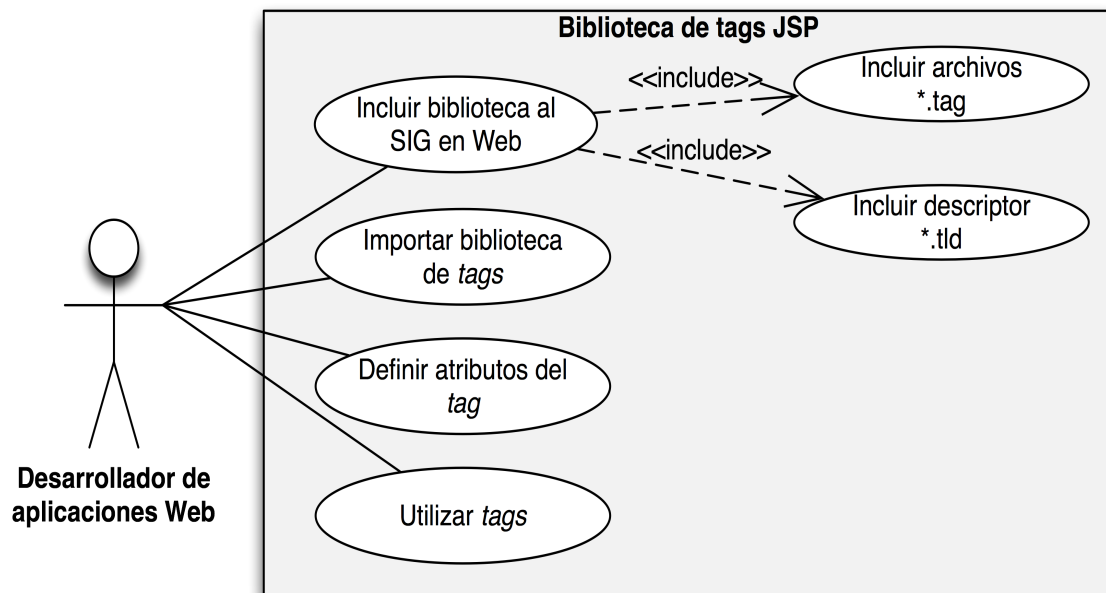 Biblioteca de tags JSP
Incluir biblioteca al
SIG en Web
<<include>>
Incluir archivos
*.tag
<<include>>
Incluir descriptor
*.tld
Importar biblioteca
de tags
Definir atributos del
tag
Utilizar tags
Desarrollador de
aplicaciones Web